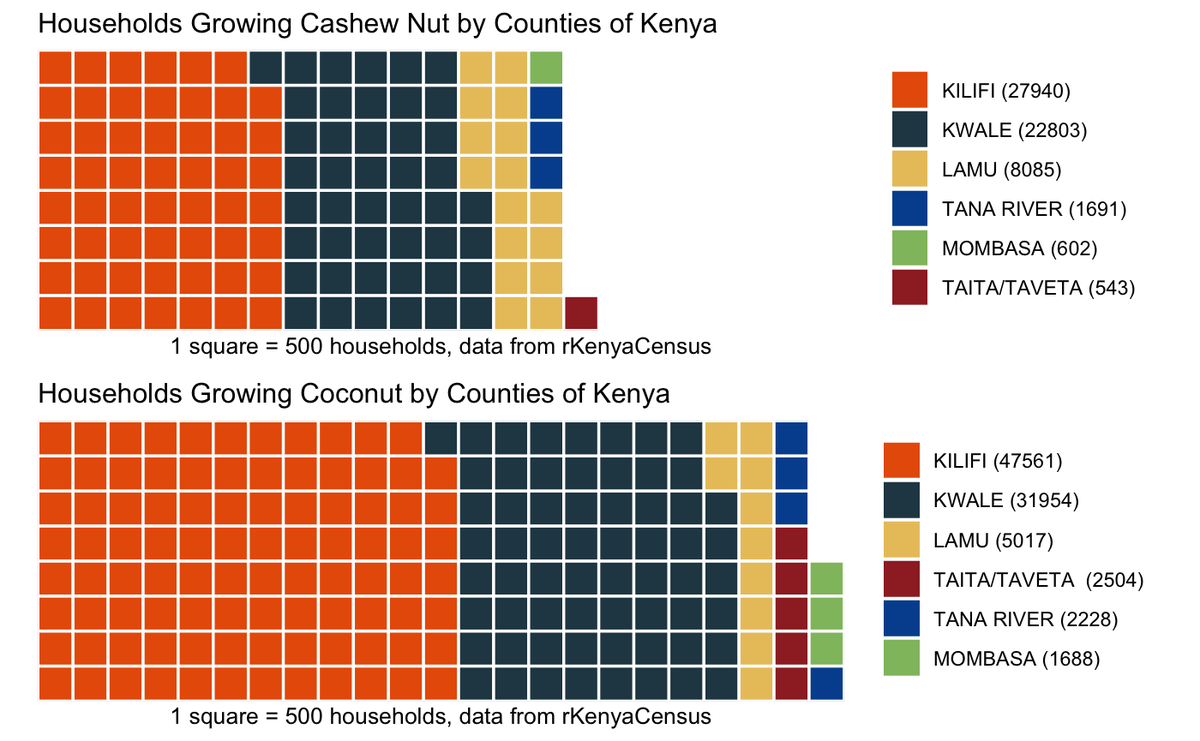 Households Growing Cashew Nut by Counties of Kenya
KILIFI (27940)
KWALE (22803)
LAMU (8085)
TANA RIVER (1691)
MOMBASA (602)
TAITA/TAVETA (543)
1 square = 500 households, data from rKenyaCensus
Households Growing Coconut by Counties of Kenya
KILIFI (47561)
KWALE (31954)
LAMU (5017)
TAITA/TAVETA  (2504)
TANA RIVER (2228)
MOMBASA (1688)
1 square = 500 households, data from rKenyaCensus